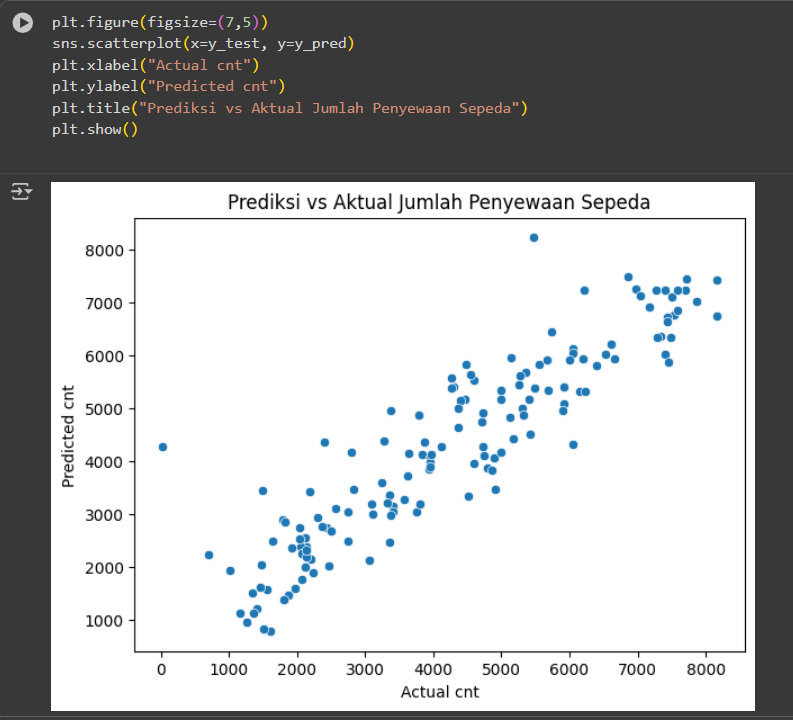 plt.figure(figsize=(7,5))
sns.scatterplot(x=y_test, y=y_pred)
plt.xlabel("Actual cnt")
plt.ylabel("Predicted cnt")
plt.title("Prediksi vs Aktual Jumlah Penyewaan Sepeda")
plt.show()
Prediksi vs Aktual Jumlah Penyewaan Sepeda
8000
7000
6000
5000
4000
3000
2000
1000
Predicted cnt
0 1000 2000 3000 4000 5000 6000 7000 8000
Actual cnt